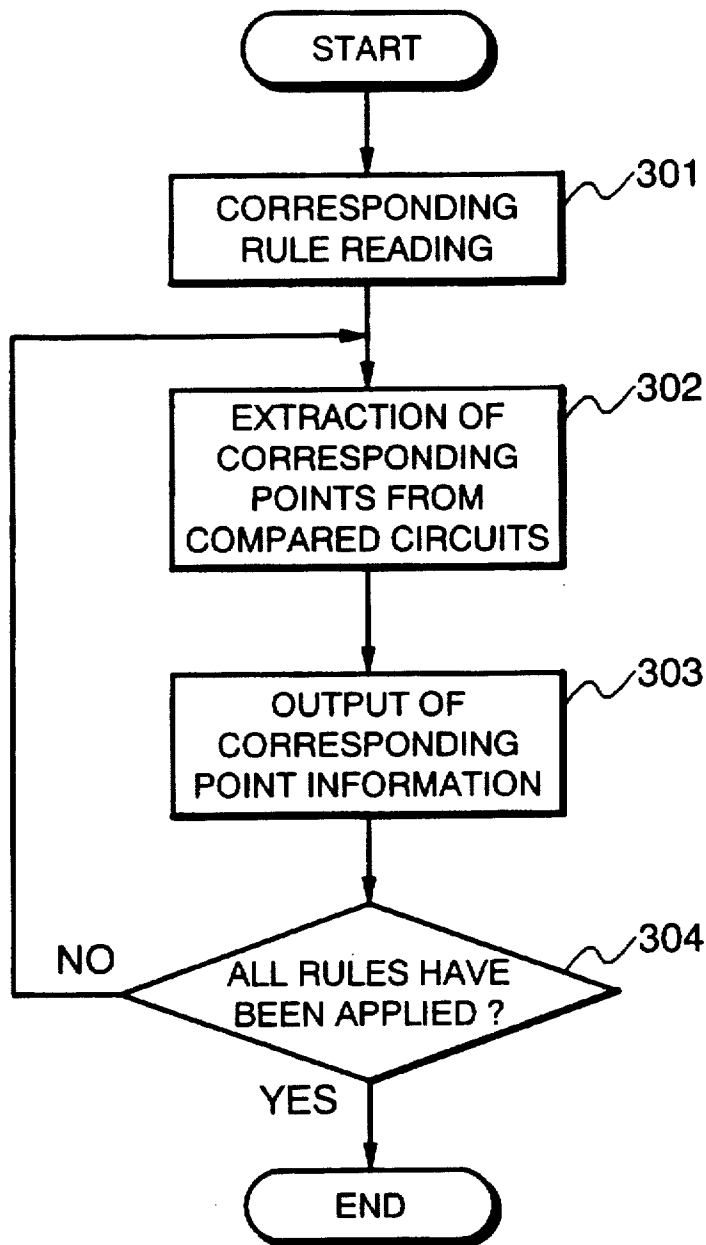 START
301
CORRESPONDING
RULE READING
302
EXTRACTION OF
CORRESPONDING
POINTS FROM
COMPARED CIRCUITS
303
OUTPUT OF
CORRESPONDING
POINT INFORMATION
304
NO
ALL RULES HAVE
BEEN APPLIED ?
YES
END